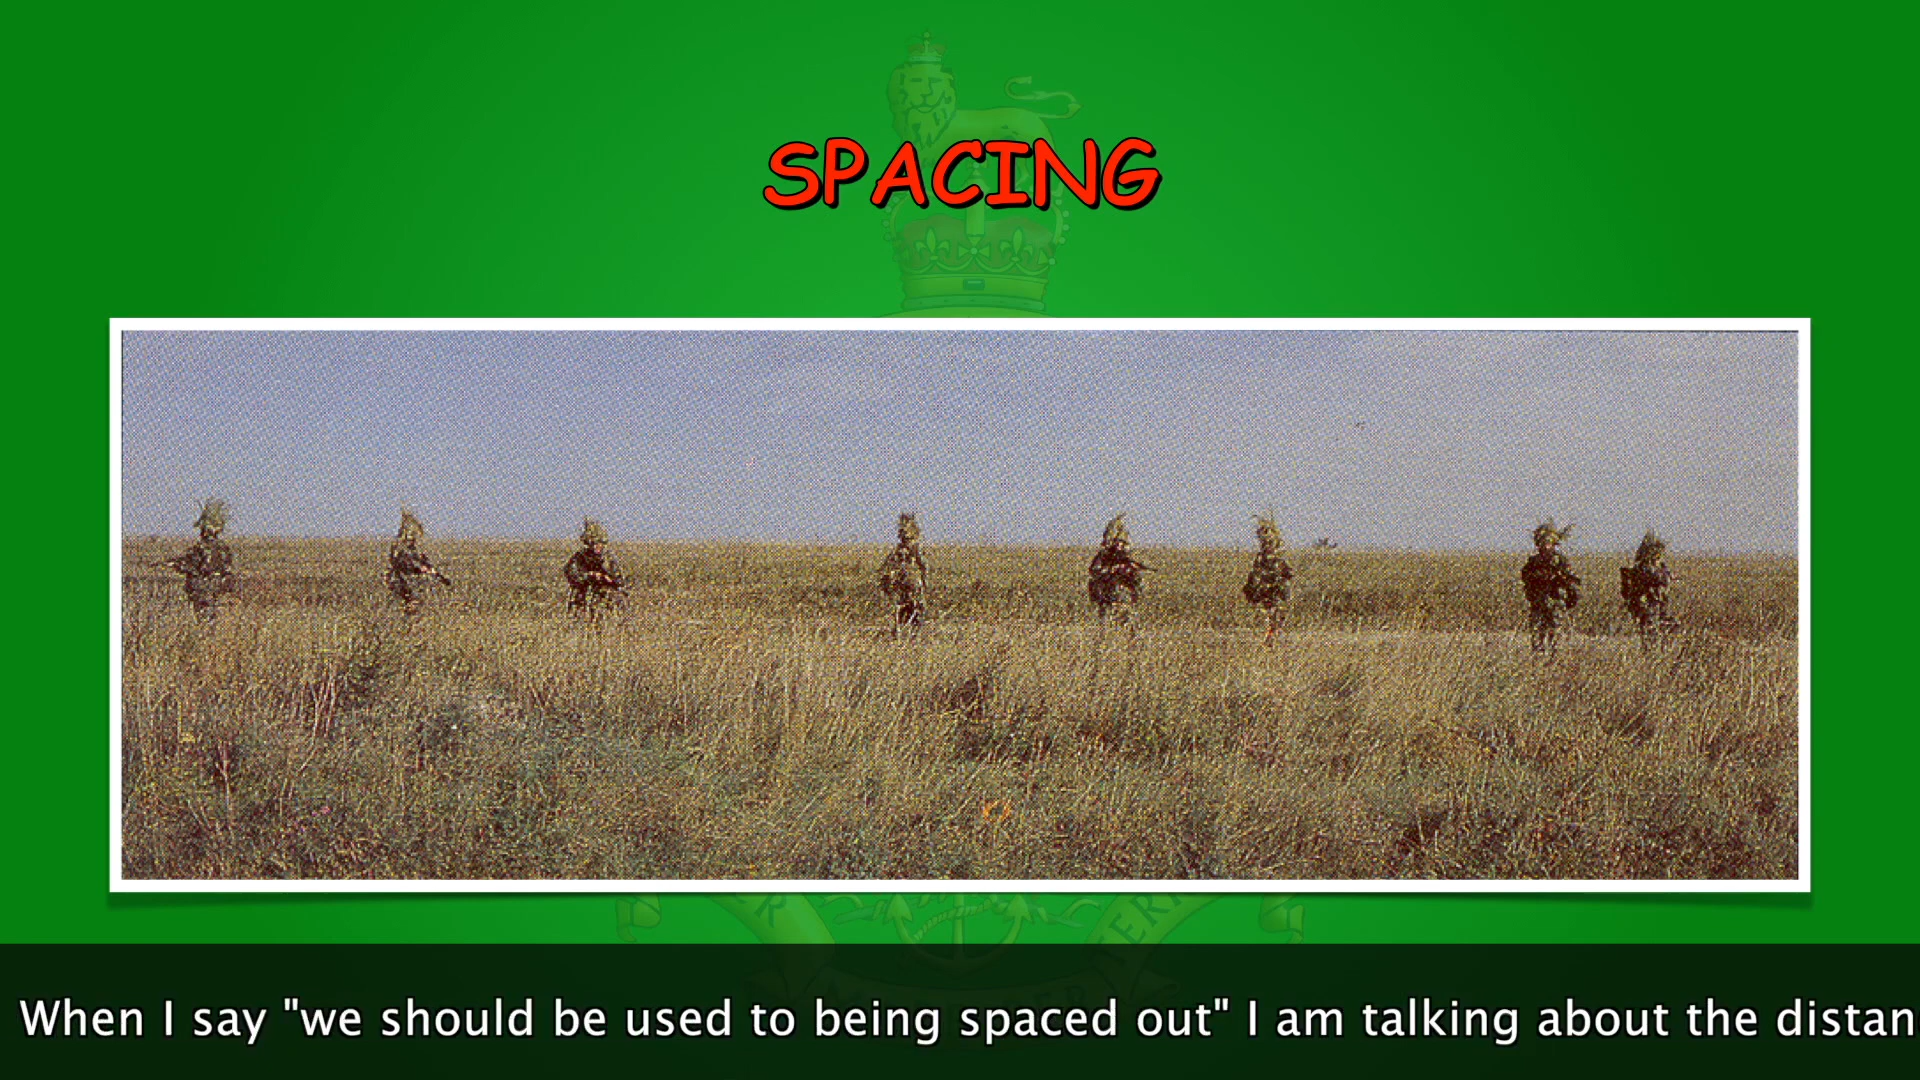 SPACING
When I say "we should be used to being spaced out" I am talking about the distan